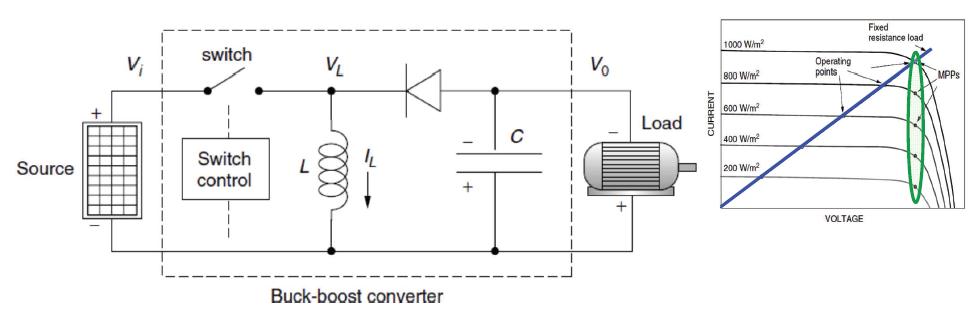 Source
+
−
Vi
switch
Switch
control
VL
L
IL
−
C
+
V0
−
Load
+
Buck-boost converter
Fixed
resistance load
1000 W/m²
Operating
points
MPPs
800 W/m²
600 W/m²
400 W/m²
200 W/m²
CURRENT
VOLTAGE